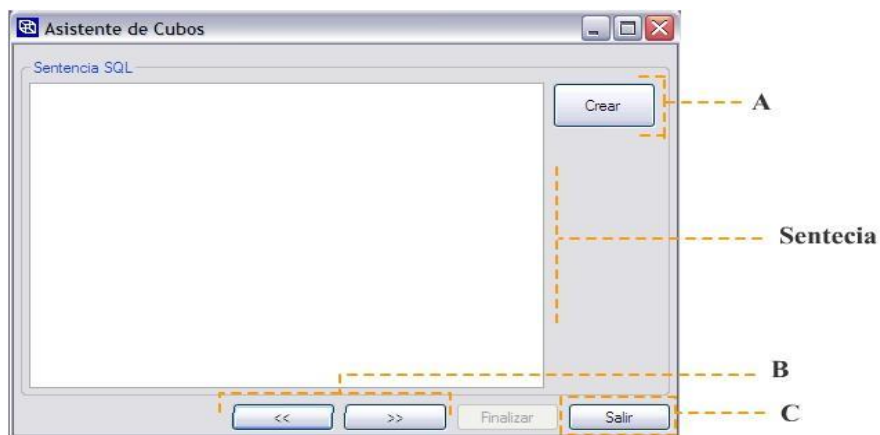 Asistente de Cubos
Sentencia SQL
Crear
A
Sentecia
B
<<
>>
Finalizar
Salir
C